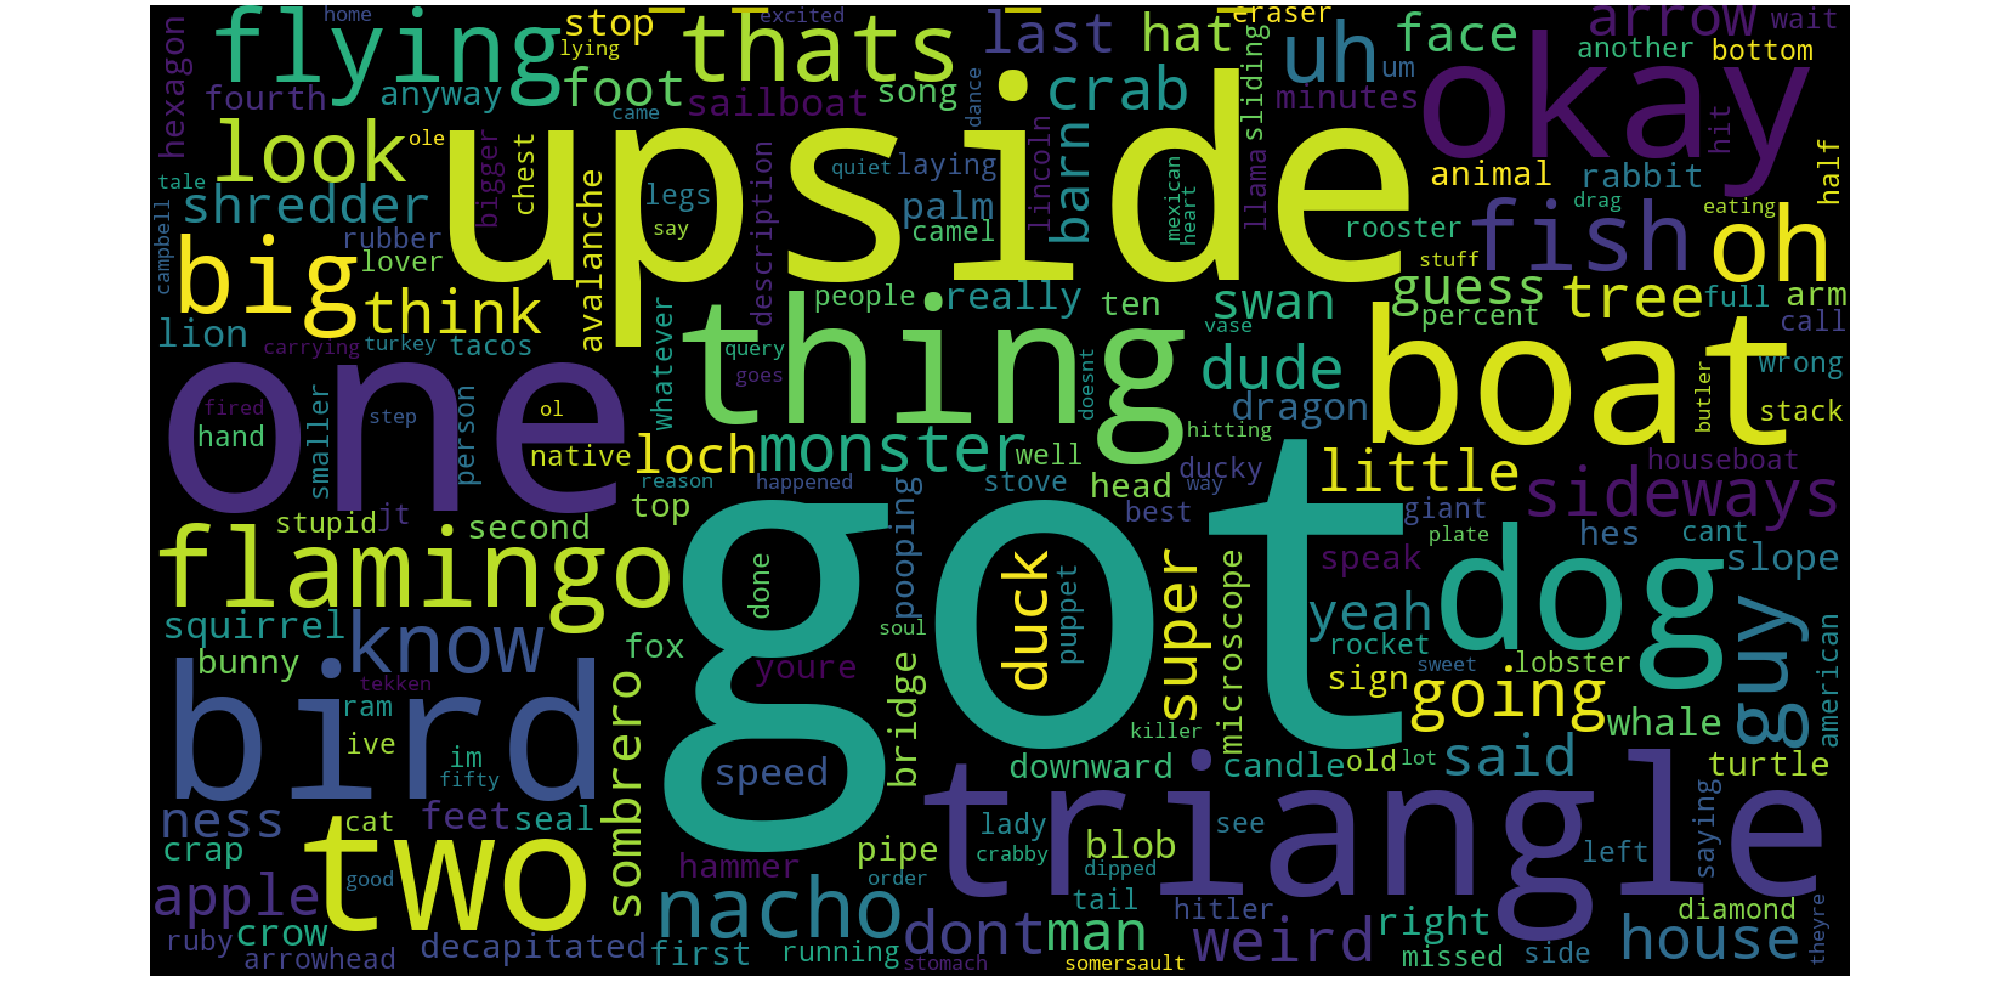 home
excited
stop
lying
flying
thats
last
hat
eraser
arrow
wait
face
uh
um
another
bottom
okay
hexagon
fourth
anyway
foot
sailboat
song
dance
crab
minutes
sliding
came
look
ole
bigger
chest
upside
quiet
laying
lincoln
barn
mexican
heart
llama
hit
animal
rabbit
half
tale
shredder
avalanche
legs
description
palm
drag
eating
campbell
rubber
say
camel
rooster
fish
oh
big
lover
stuff
think
people
really
ten
swan
guess
tree
full
arm
lion
whatever
percent
call
carrying
turkey
tacos
query
thing
vase
boat
wrong
one
goes
doesnt
dude
butler
smaller
fired
step
person
ol
dragon
stack
hand
hitting
native
loch
monster
well
ducky
little
houseboat
reason
happened
stove
head
way
sideways
stupid
jt
second
top
pooping
best
giant
flamingo
got
plate
hes
cant
done
duck
puppet
super
microscope
speak
dog
slope
squirrel
know
soul
yeah
guy
american
bunny
fox
youre
bridge
rocket
sweet
lobster
tekken
sign
going
bird
ram
sombrero
killer
whale
ive
im
fifty
speed
downward
candle
old
lot
said
turtle
triangle
ness
cat
feet
seal
lady
see
saying
crap
two
pipe
crabby
blob
left
good
hammer
order
dipped
apple
nacho
tail
hitler
right
diamond
theyre
crow
ruby
decapitated
first
running
dont
man
weird
missed
side
house
arrowhead
stomach
somersault